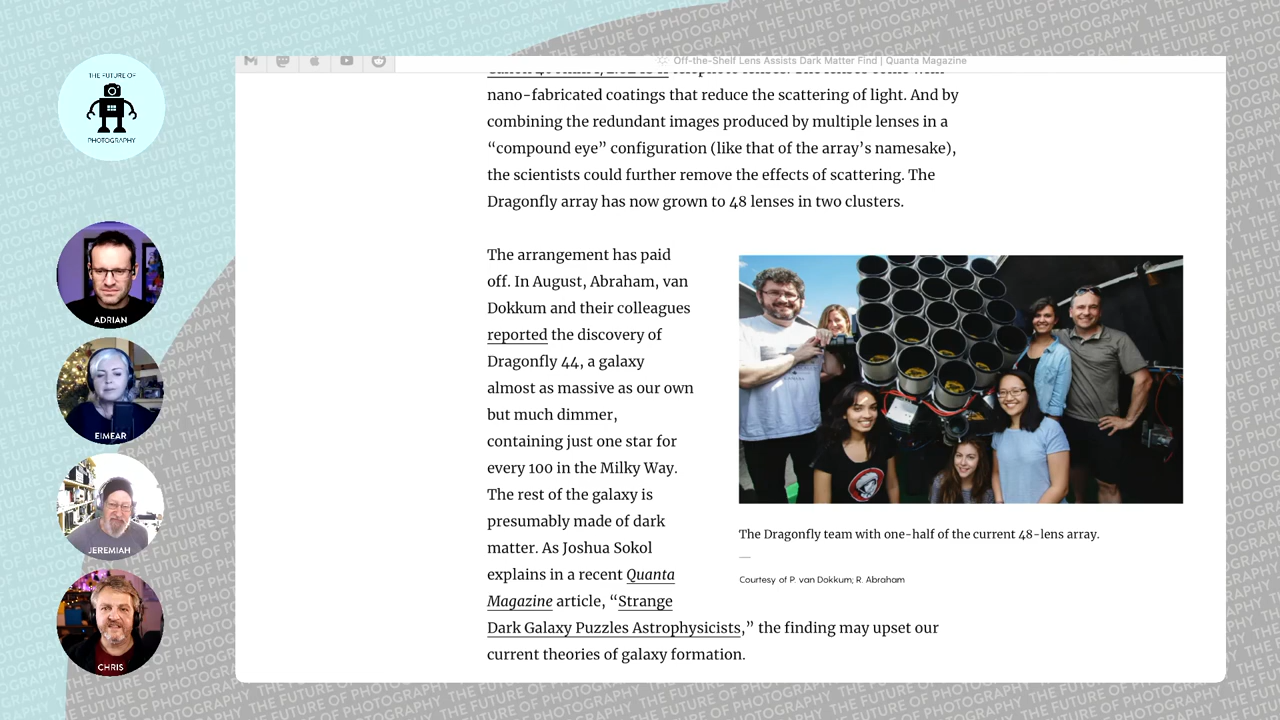 THE FUTURE OF
PHOTOGRAPHY
ADRIAN
EIMEAR
JEREMIAH
CHRIS
Off-the-Shelf Lens Assists Dark Matter Find | Quanta Magazine
nano-fabricated coatings that reduce the scattering of light. And by
combining the redundant images produced by multiple lenses in a
“compound eye” configuration (like that of the array’s namesake),
the scientists could further remove the effects of scattering. The
Dragonfly array has now grown to 48 lenses in two clusters.
The arrangement has paid
off. In August, Abraham, van
Dokkum and their colleagues
reported the discovery of
Dragonfly 44, a galaxy
almost as massive as our own
but much dimmer,
containing just one star for
every 100 in the Milky Way.
The rest of the galaxy is
presumably made of dark
matter. As Joshua Sokol
explains in a recent Quanta
Magazine article, “Strange
Dark Galaxy Puzzles Astrophysicists,” the finding may upset our
current theories of galaxy formation.
The Dragonfly team with one-half of the current 48-lens array.
Courtesy of P. van Dokkum; R. Abraham